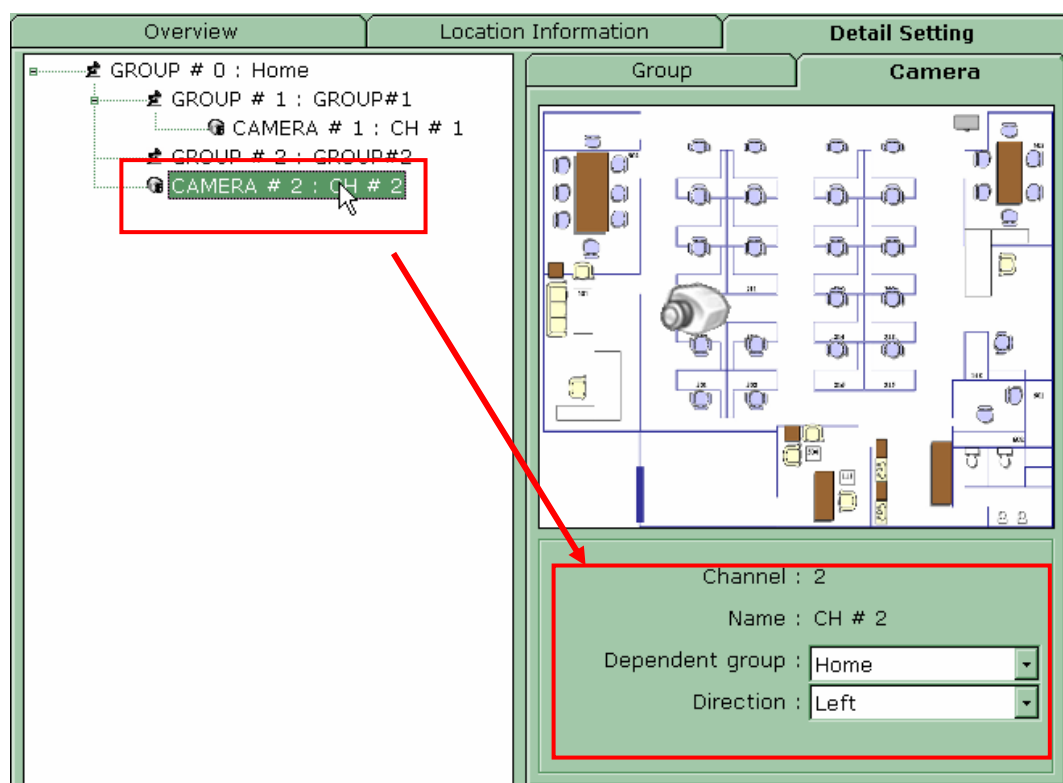 Overview
Location Information
Detail Setting
GROUP # 0 : Home
GROUP # 1 : GROUP#1
CAMERA # 1 : CH # 1
GROUP # 2 : GROUP#2
CAMERA # 2 : CH # 2
Group
Camera
Channel : 2
Name : CH # 2
Dependent group : Home
Direction : Left